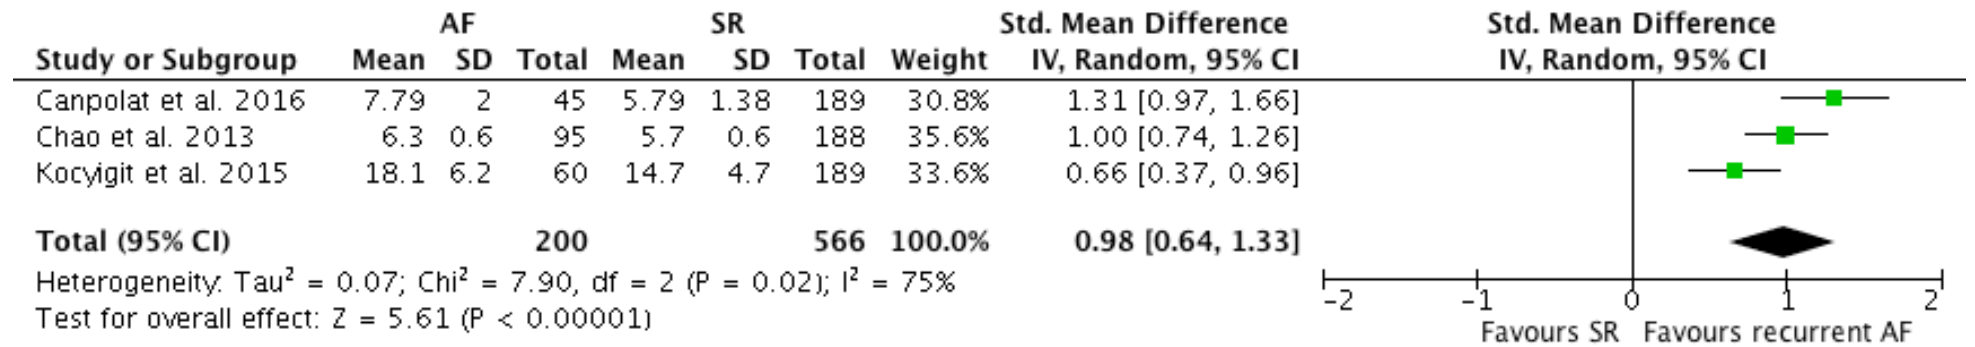 AF SR Std. Mean Difference Std. Mean Difference
Study or Subgroup Mean SD Total Mean SD Total Weight IV, Random, 95% CI IV, Random, 95% CI
Canpolat et al. 2016 7.79 2 45 5.79 1.38 189 30.8% 1.31 [0.97, 1.66]
Chao et al. 2013 6.3 0.6 95 5.7 0.6 188 35.6% 1.00 [0.74, 1.26]
Kocyigit et al. 2015 18.1 6.2 60 14.7 4.7 189 33.6% 0.66 [0.37, 0.96]
Total (95% CI) 200 566 100.0% 0.98 [0.64, 1.33]
Heterogeneity: Tau² = 0.07; Chi² = 7.90, df = 2 (P = 0.02); I² = 75%
Test for overall effect: Z = 5.61 (P < 0.00001)
-2 -1 0 1 2
Favours SR Favours recurrent AF